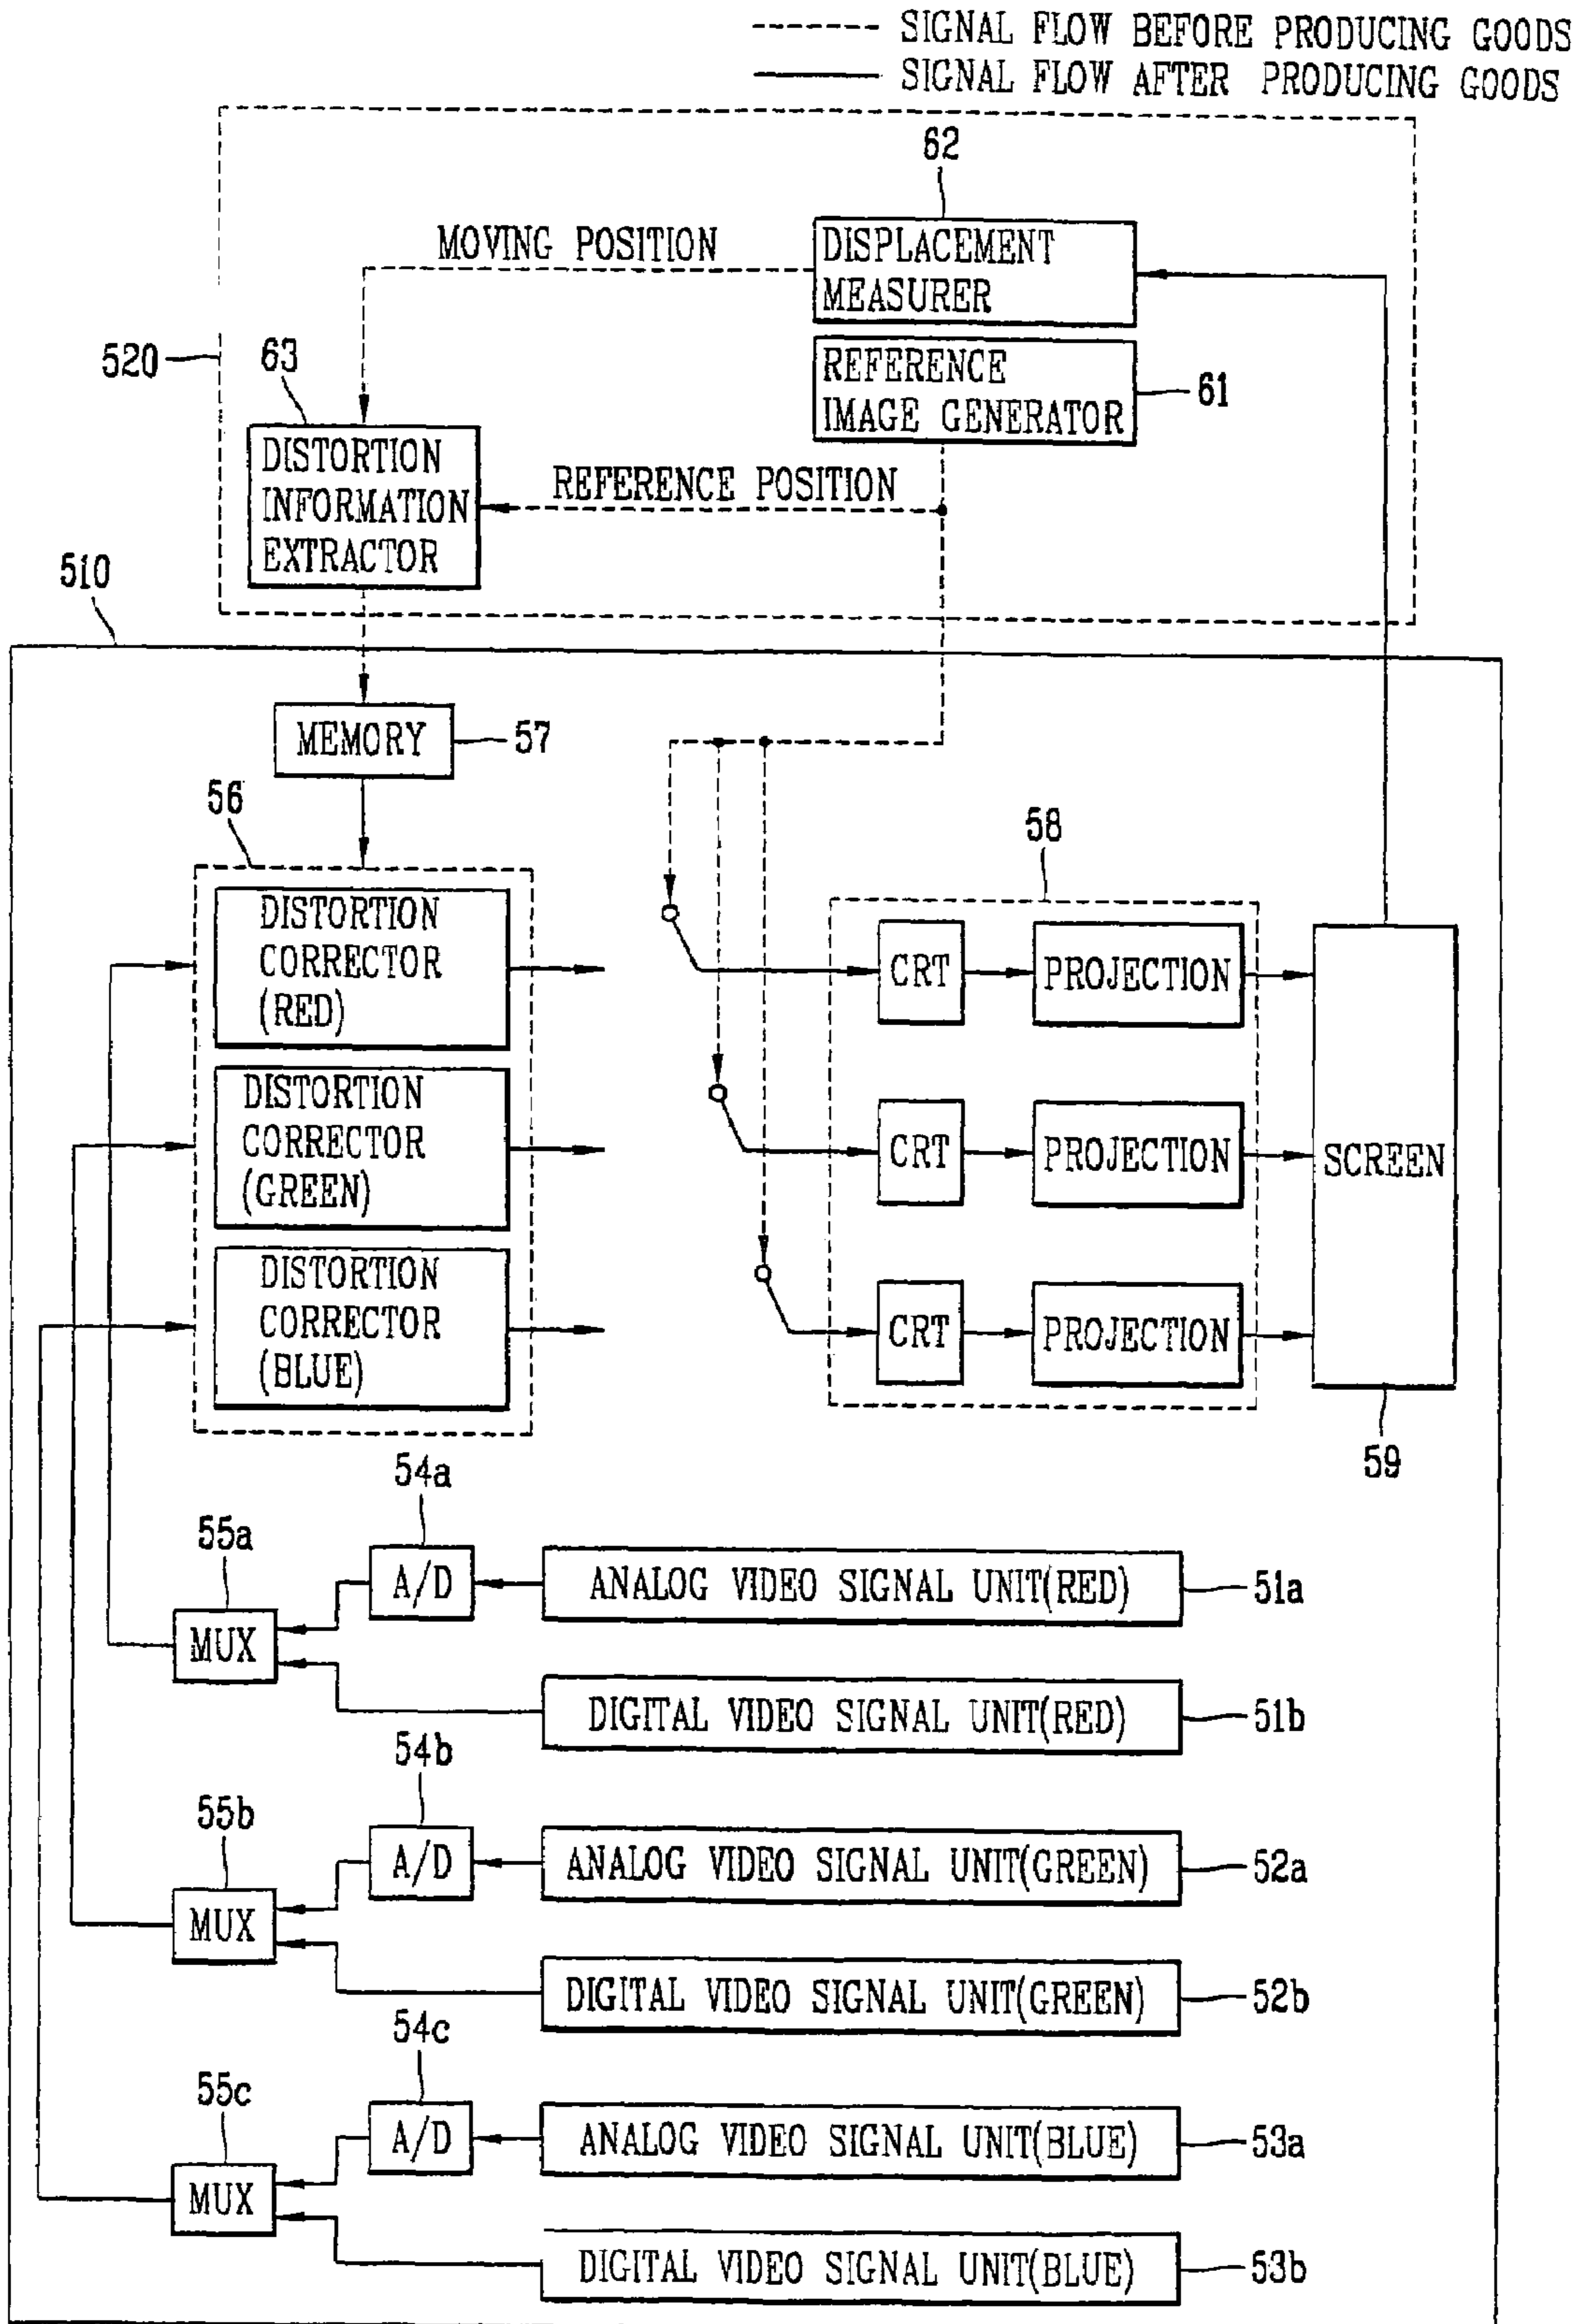 SIGNAL FLOW BEFORE PRODUCING GOODS
SIGNAL FLOW AFTER PRODUCING GOODS
62
MOVING POSITION
DISPLACEMENT
MEASURER
520
63
REFERENCE
IMAGE GENERATOR
61
DISTORTION
INFORMATION
EXTRACTOR
REFERENCE POSITION
510
MEMORY
57
56
58
DISTORTION
CORRECTOR
(RED)
CRT
PROJECTION
DISTORTION
CORRECTOR
(GREEN)
CRT
PROJECTION
SCREEN
DISTORTION
CORRECTOR
(BLUE)
CRT
PROJECTION
59
54a
55a
A/D
ANALOG VIDEO SIGNAL UNIT(RED)
51a
MUX
DIGITAL VIDEO SIGNAL UNIT(RED)
51b
54b
55b
A/D
ANALOG VIDEO SIGNAL UNIT(GREEN)
52a
MUX
DIGITAL VIDEO SIGNAL UNIT(GREEN)
52b
54c
55c
A/D
ANALOG VIDEO SIGNAL UNIT(BLUE)
53a
MUX
DIGITAL VIDEO SIGNAL UNIT(BLUE)
53b